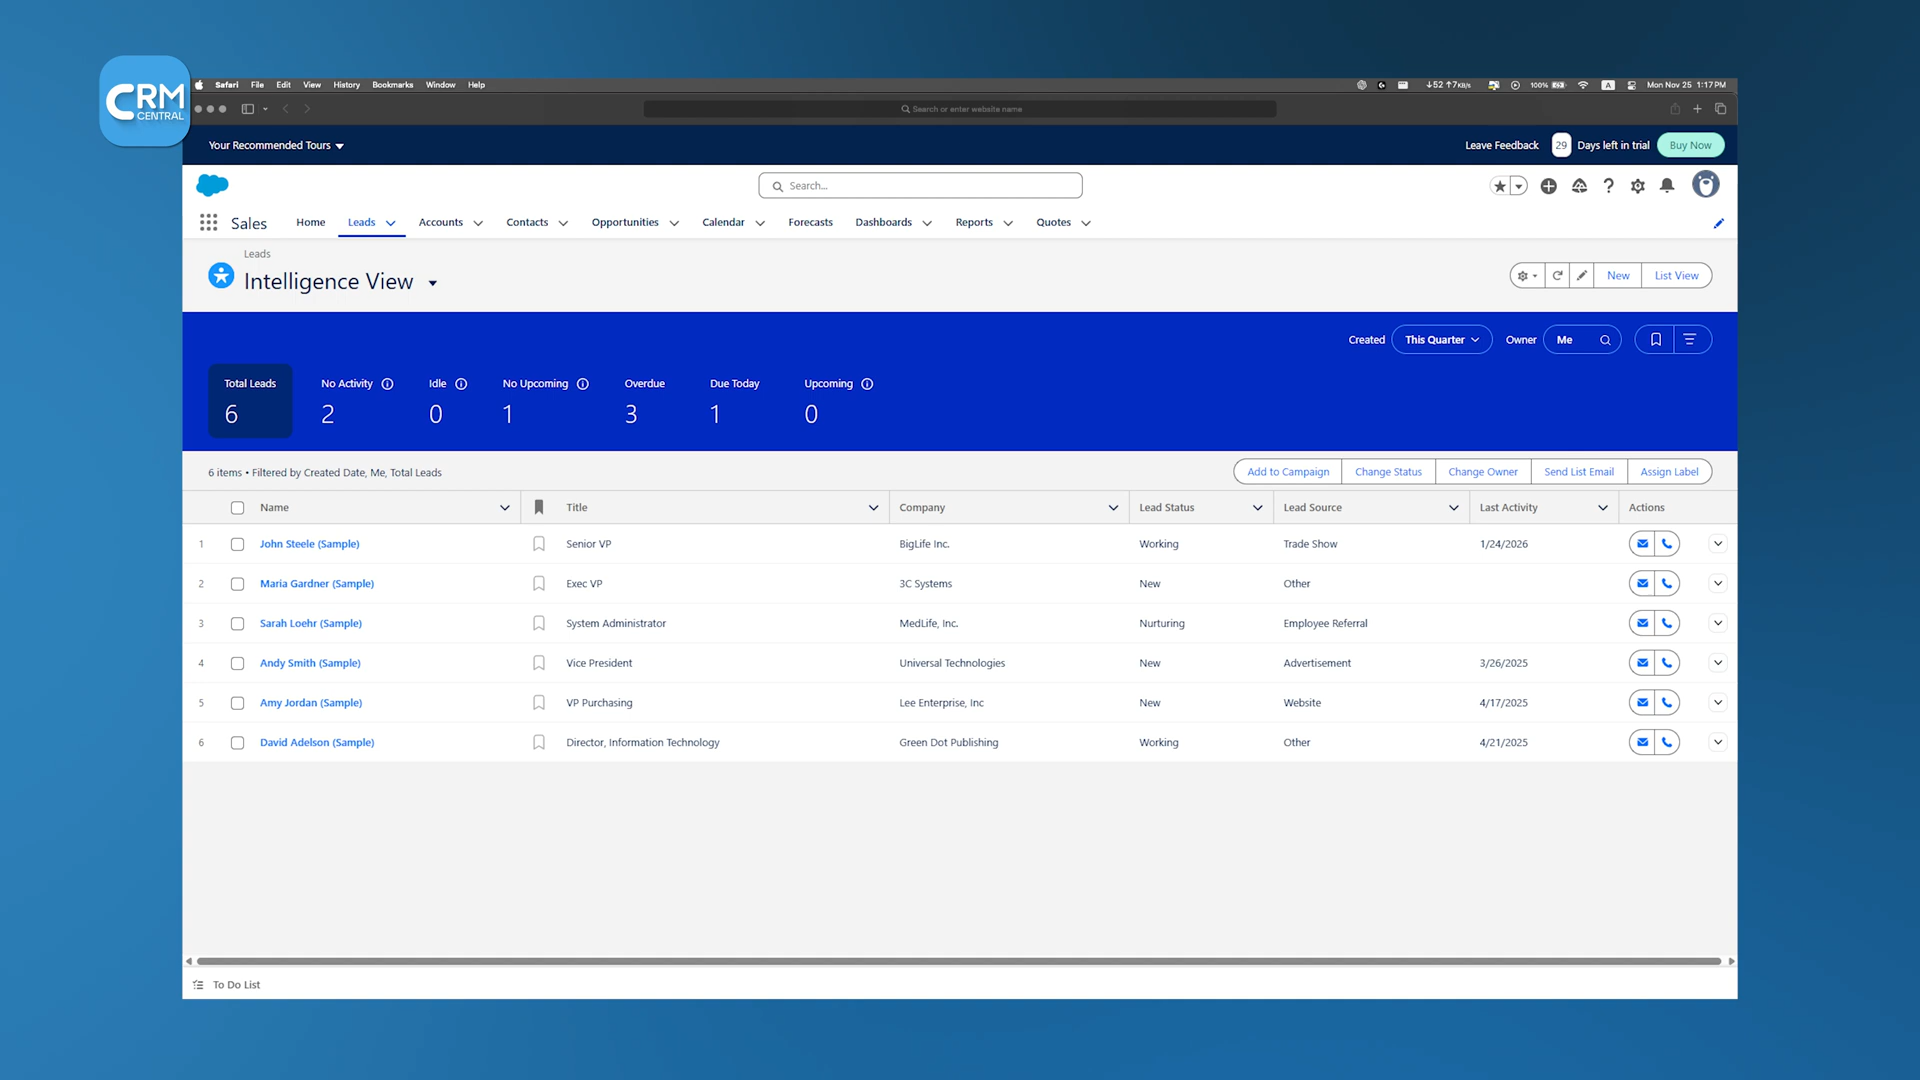 CRM
CENTRAL
Safari File Edit View History Bookmarks Window Help
↓52 ↑7KB/s 100% A Mon Nov 25 1:17 PM
Search or enter website name
Your Recommended Tours
Leave Feedback 29 Days left in trial Buy Now
Search...
Sales Home Leads Accounts Contacts Opportunities Calendar Forecasts Dashboards Reports Quotes
Leads
Intelligence View
New List View
Created This Quarter Owner Me
Total Leads No Activity Idle No Upcoming Overdue Due Today Upcoming
6 2 0 1 3 1 0
6 items • Filtered by Created Date, Me, Total Leads
Add to Campaign Change Status Change Owner Send List Email Assign Label
Name Title Company Lead Status Lead Source Last Activity Actions
1 John Steele (Sample) Senior VP BigLife Inc. Working Trade Show 1/24/2026
2 Maria Gardner (Sample) Exec VP 3C Systems New Other
3 Sarah Loehr (Sample) System Administrator MedLife, Inc. Nurturing Employee Referral
4 Andy Smith (Sample) Vice President Universal Technologies New Advertisement 3/26/2025
5 Amy Jordan (Sample) VP Purchasing Lee Enterprise, Inc New Website 4/17/2025
6 David Adelson (Sample) Director, Information Technology Green Dot Publishing Working Other 4/21/2025
To Do List